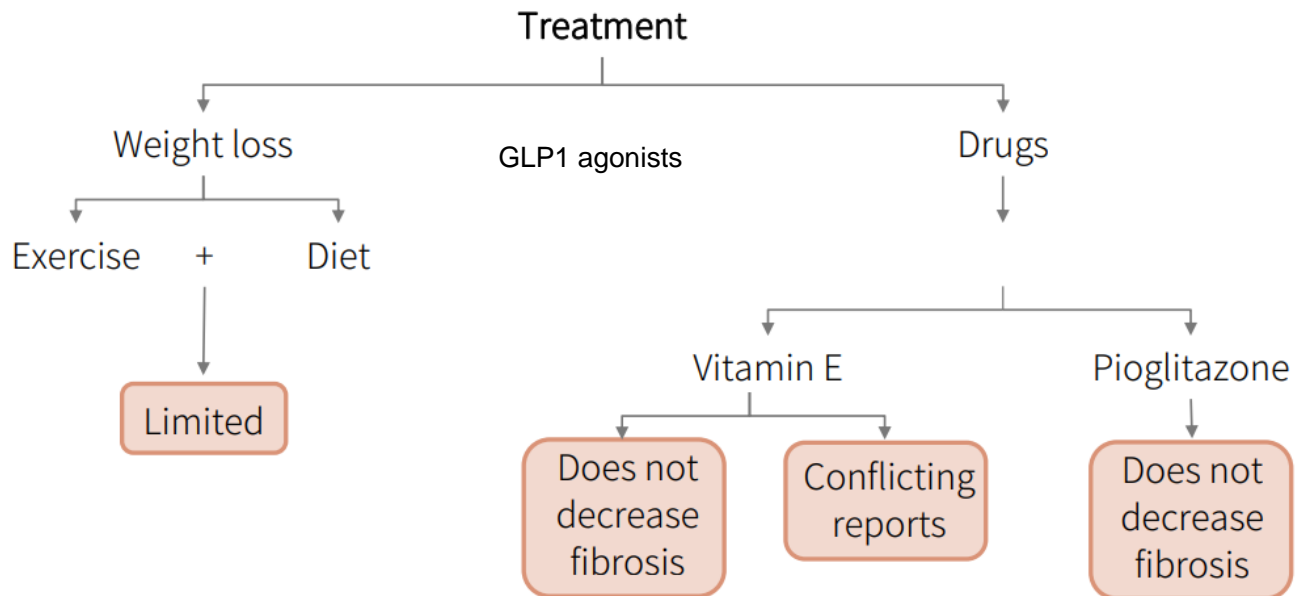 Treatment
Weight loss
GLP1 agonists
Drugs
Exercise + Diet
Vitamin E
Pioglitazone
Limited
Does not
decrease
fibrosis
Conflicting
reports
Does not
decrease
fibrosis